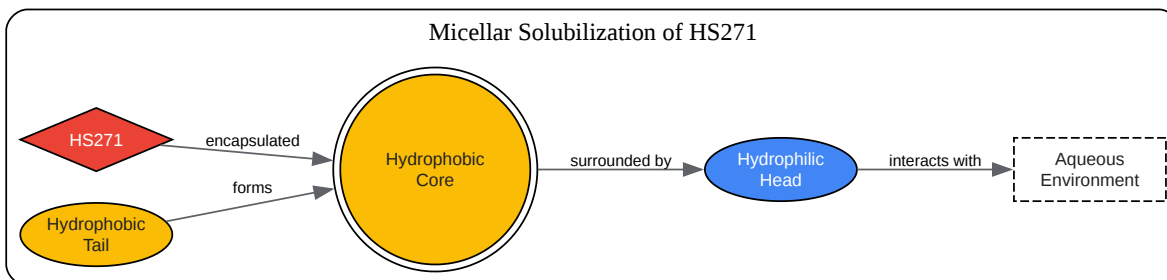 Micellar Solubilization of HS271
HS271
encapsulated
Hydrophobic
Tail
forms
Hydrophobic
Core
surrounded by
Hydrophilic
Head
interacts with
Aqueous
Environment